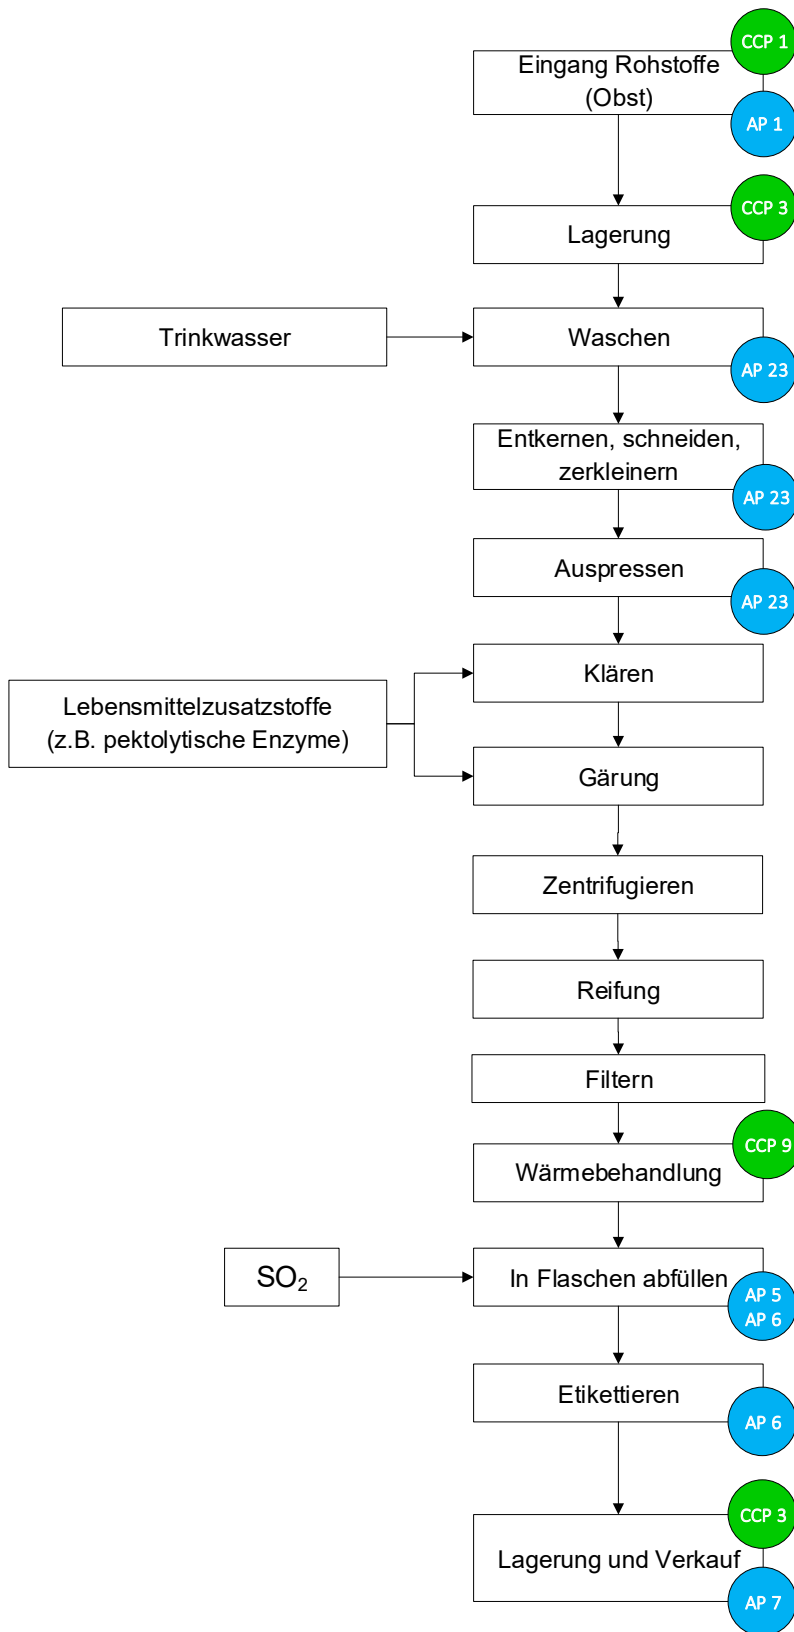 CCP 1
Eingang Rohstoffe
(Obst)
AP 1
CCP 3
Lagerung
Trinkwasser
Waschen
AP 23
Entkernen, schneiden,
zerkleinern
AP 23
Auspressen
AP 23
Klären
Lebensmittelzusatzstoffe
(z.B. pektolytische Enzyme)
Gärung
Zentrifugieren
Reifung
Filtern
CCP 9
Wärmebehandlung
SO₂
In Flaschen abfüllen
AP 5
AP 6
Etikettieren
AP 6
CCP 3
Lagerung und Verkauf
AP 7